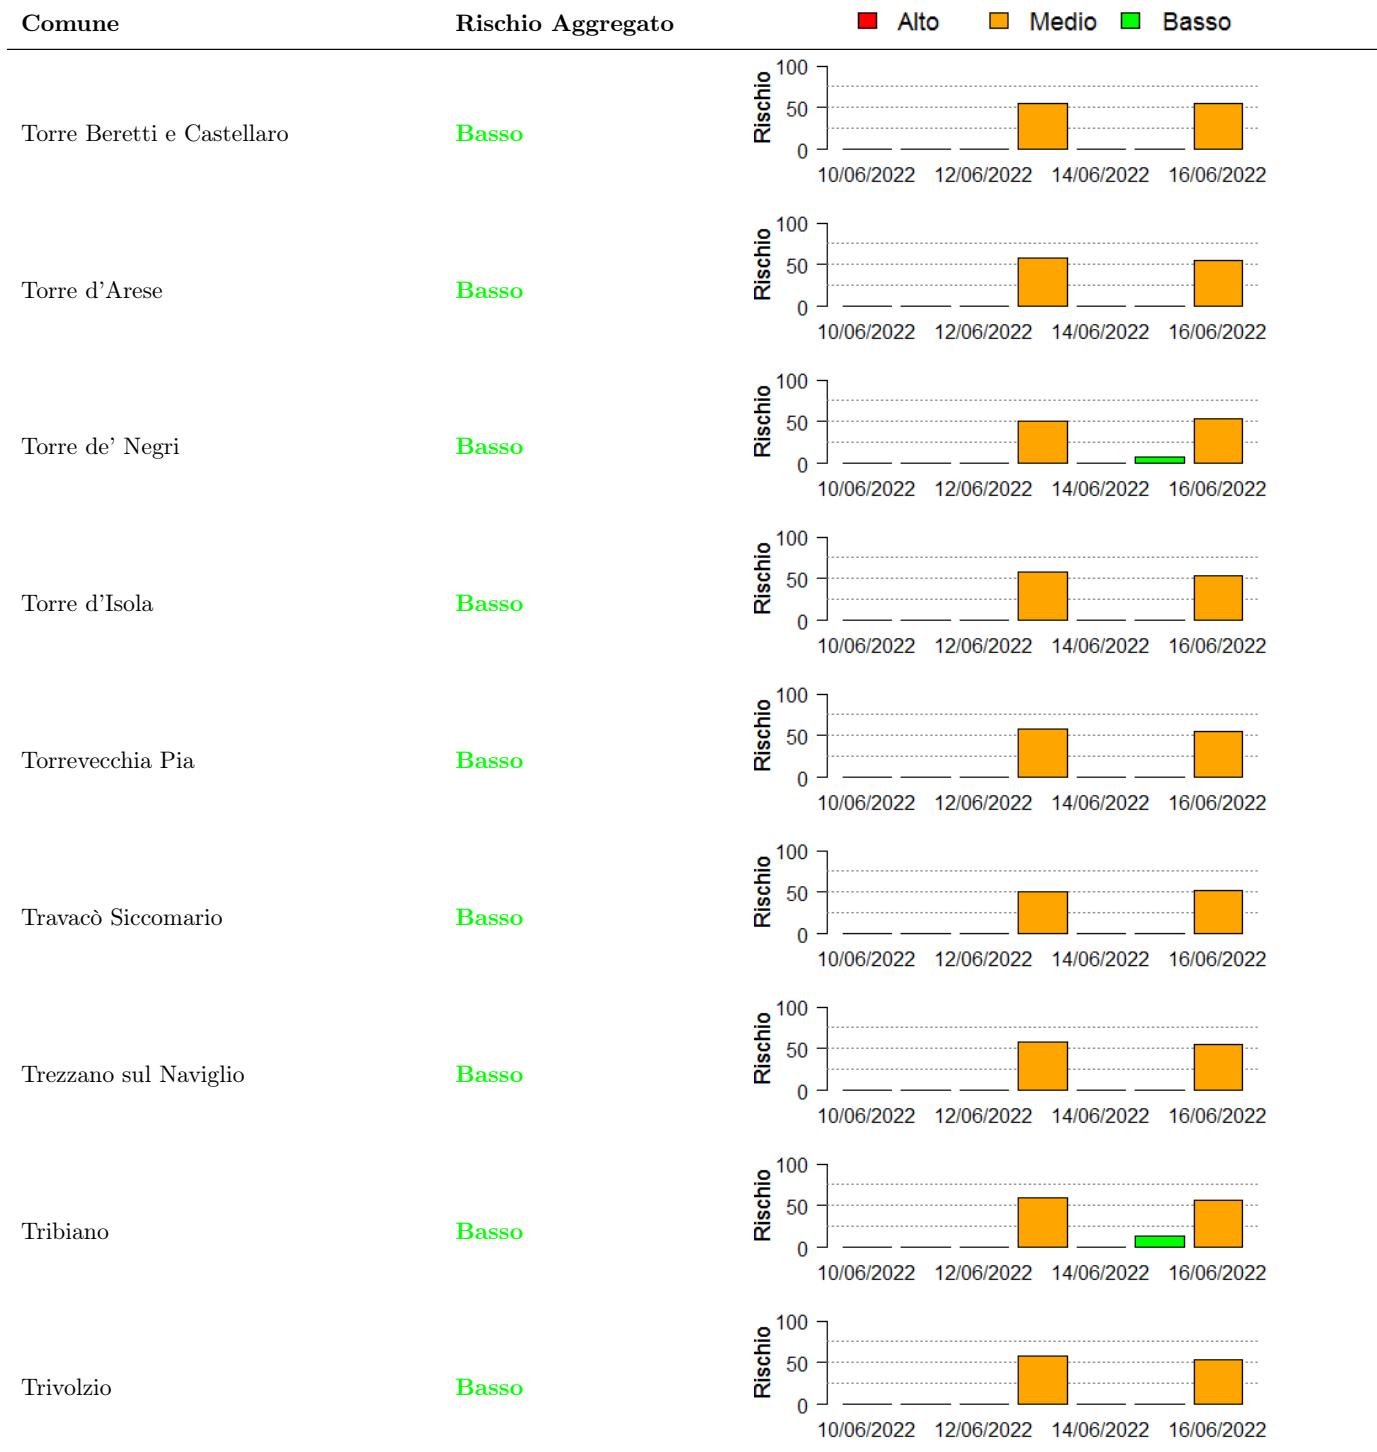 Comune Rischio Aggregato Alto Medio Basso
Torre Beretti e Castellaro Basso
Rischio
100
50
0
10/06/2022 12/06/2022 14/06/2022 16/06/2022
Torre d'Arese Basso
Rischio
100
50
0
10/06/2022 12/06/2022 14/06/2022 16/06/2022
Torre de' Negri Basso
Rischio
100
50
0
10/06/2022 12/06/2022 14/06/2022 16/06/2022
Torre d'Isola Basso
Rischio
100
50
0
10/06/2022 12/06/2022 14/06/2022 16/06/2022
Torrevecchia Pia Basso
Rischio
100
50
0
10/06/2022 12/06/2022 14/06/2022 16/06/2022
Travacò Siccomario Basso
Rischio
100
50
0
10/06/2022 12/06/2022 14/06/2022 16/06/2022
Trezzano sul Naviglio Basso
Rischio
100
50
0
10/06/2022 12/06/2022 14/06/2022 16/06/2022
Tribiano Basso
Rischio
100
50
0
10/06/2022 12/06/2022 14/06/2022 16/06/2022
Trivolzio Basso
Rischio
100
50
0
10/06/2022 12/06/2022 14/06/2022 16/06/2022